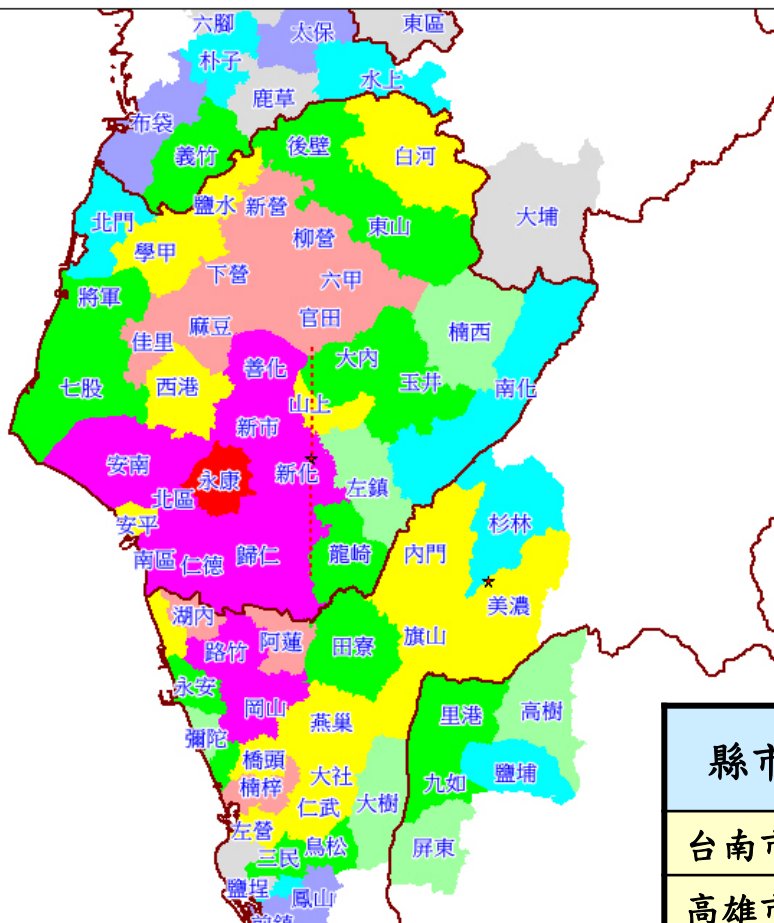 六腳
太保
東區
朴子
水上
鹿草
布袋
後壁
義竹
白河
鹽水
新營
北門
大埔
東山
柳營
學甲
下營
六甲
將軍
官田
麻豆
楠西
佳里
大內
善化
玉井
七股
西港
南化
山上
新市
安南
新化
永康
左鎮
北區
安平
杉林
龍崎
內門
歸仁
南區
仁德
美濃
湖內
阿蓮
旗山
田寮
路竹
永安
岡山
里港
高樹
燕巢
彌陀
橋頭
縣市
鹽埔
大社
楠梓
九如
仁武
大樹
左營
台南市
鳥松
屏東
三民
鹽埕
鳳山
高雄市
前鎮